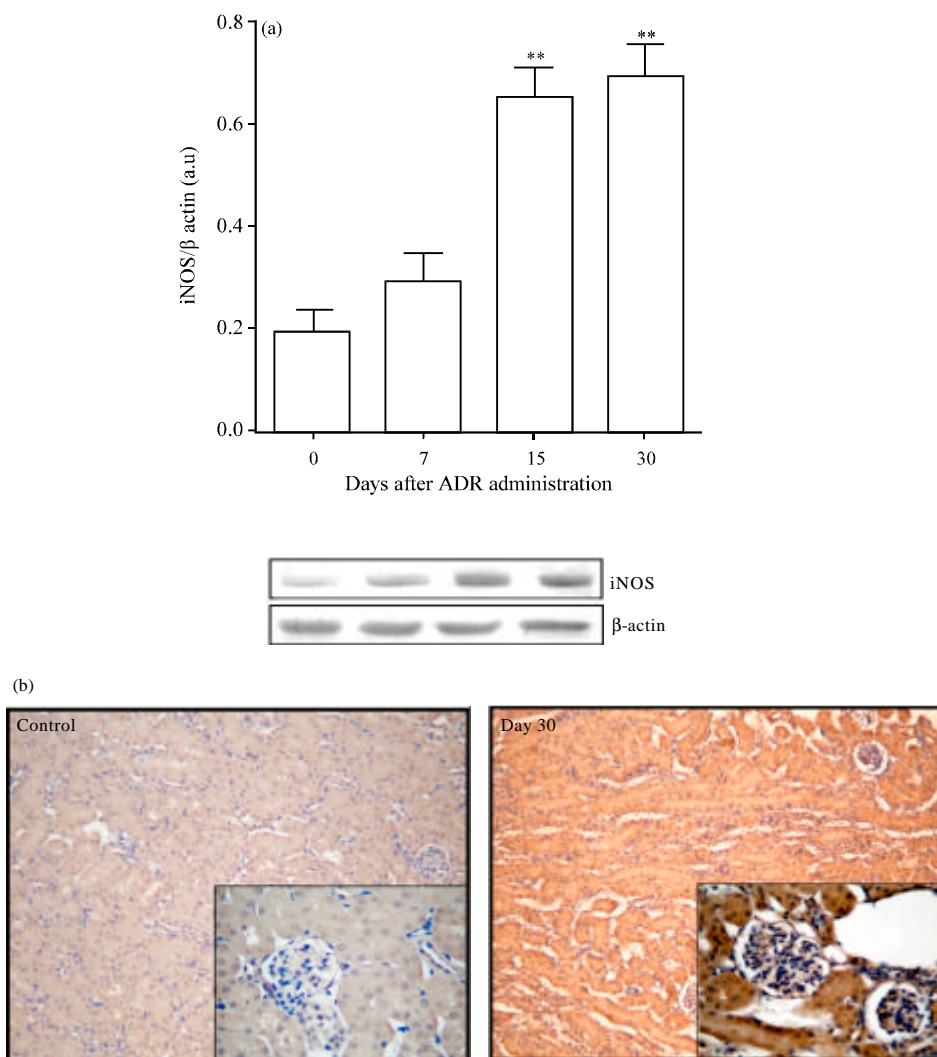 (a)
0.8
0.6
0.4
0.2
0.0
iNOS/β actin (a.u)
** **
0 7 15 30
Days after ADR administration
iNOS
β-actin
(b)
Control
Day 30